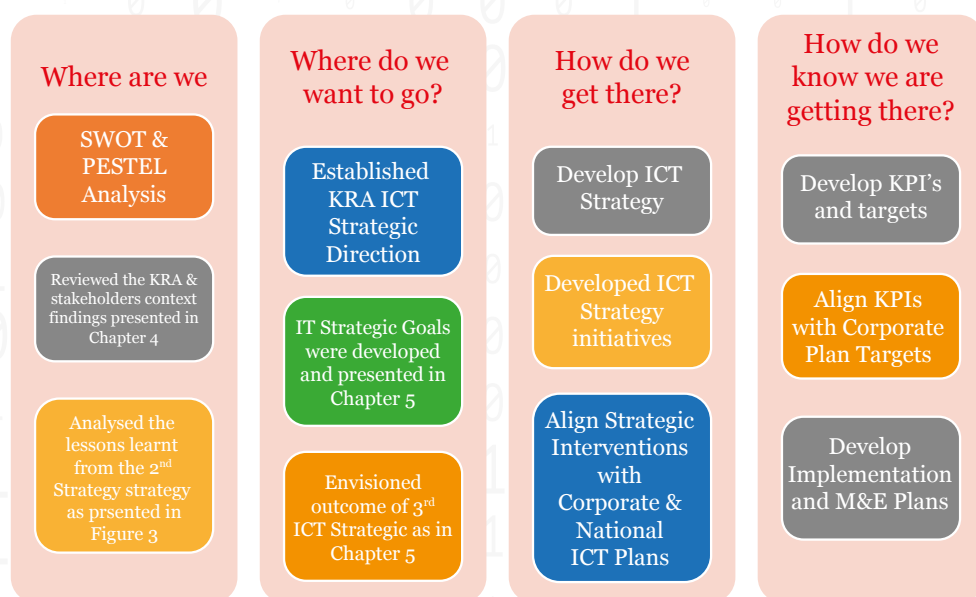 Where are we
SWOT &
PESTEL
Analysis
Reviewed the KRA &
stakeholders context
findings presented in
Chapter 4
Analysed the
lessons learnt
from the 2nd
Strategy strategy
as prsented in
Figure 3
Where do we
want to go?
Established
KRA ICT
Strategic
Direction
IT Strategic Goals
were developed
and presented in
Chapter 5
Envisioned
outcome of 3rd
ICT Strategic as in
Chapter 5
How do we
get there?
Develop ICT
Strategy
Developed ICT
Strategy
initiatives
Align Strategic
Interventions
with
Corporate &
National
ICT Plans
How do we
know we are
getting there?
Develop KPI’s
and targets
Align KPIs
with Corporate
Plan Targets
Develop
Implementation
and M&E Plans